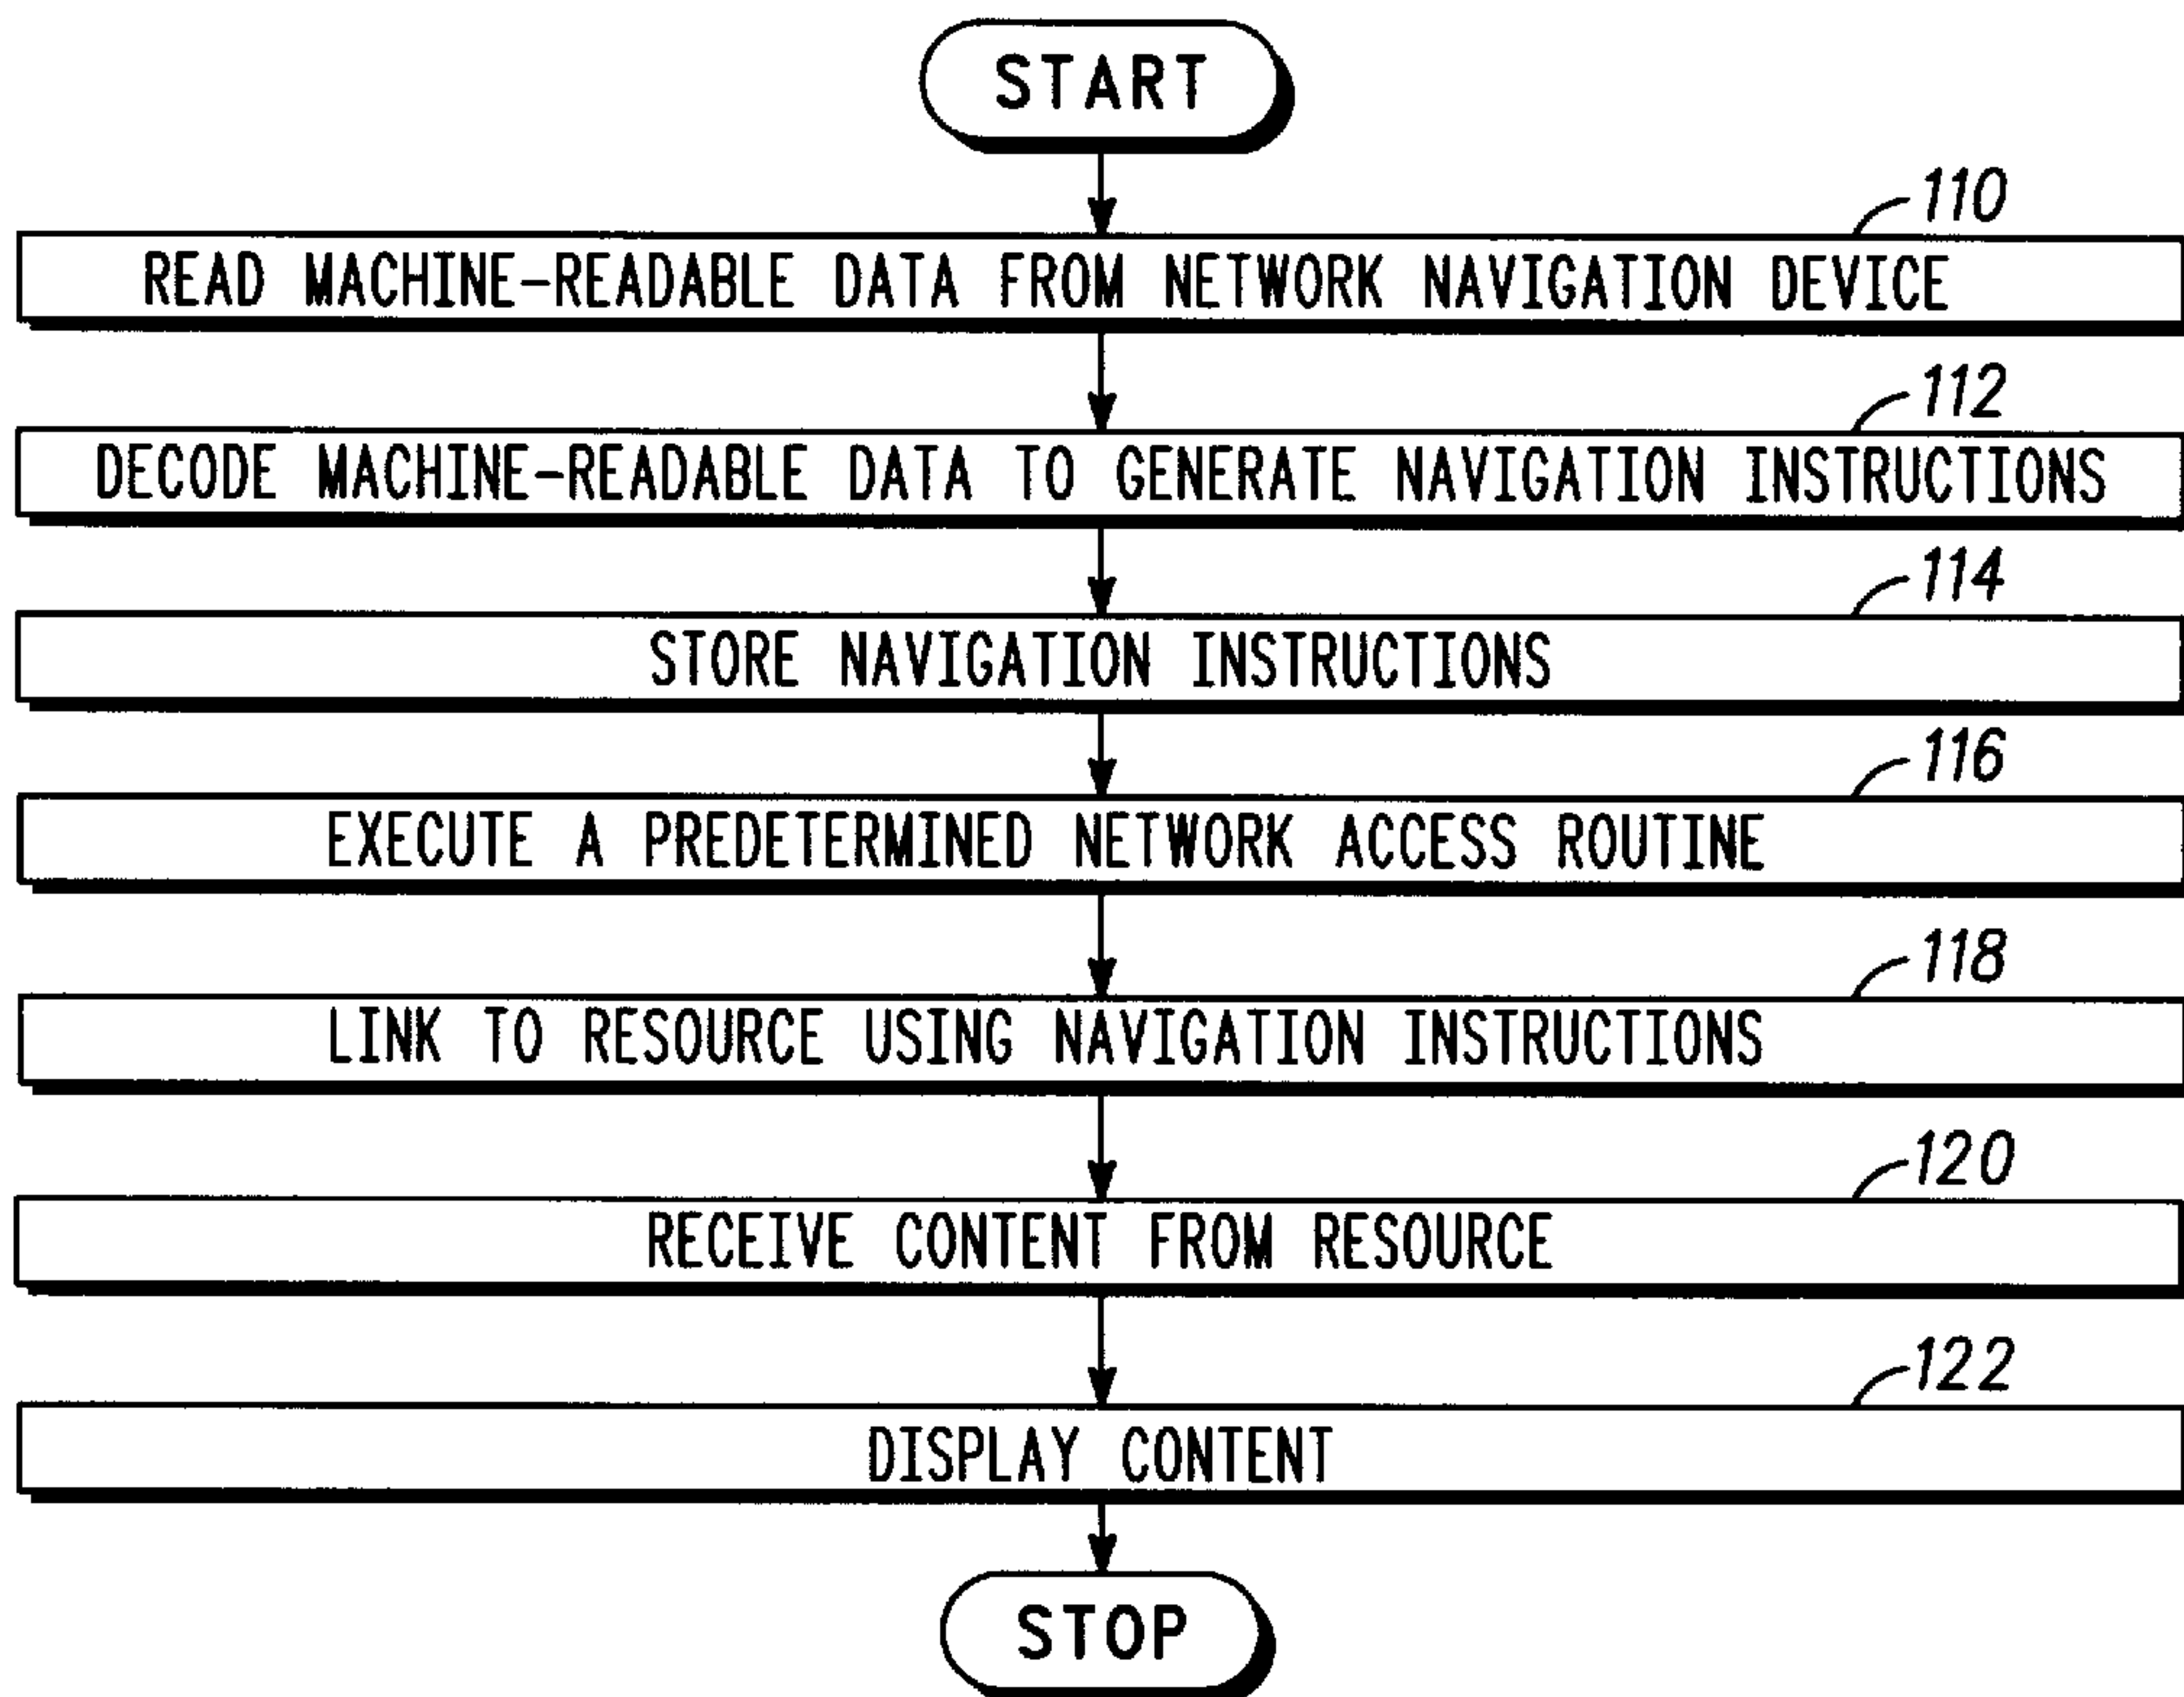 START
110
READ MACHINE-READABLE DATA FROM NETWORK NAVIGATION DEVICE
112
DECODE MACHINE-READABLE DATA TO GENERATE NAVIGATION INSTRUCTIONS
114
STORE NAVIGATION INSTRUCTIONS
116
EXECUTE A PREDETERMINED NETWORK ACCESS ROUTINE
118
LINK TO RESOURCE USING NAVIGATION INSTRUCTIONS
120
RECEIVE CONTENT FROM RESOURCE
122
DISPLAY CONTENT
STOP